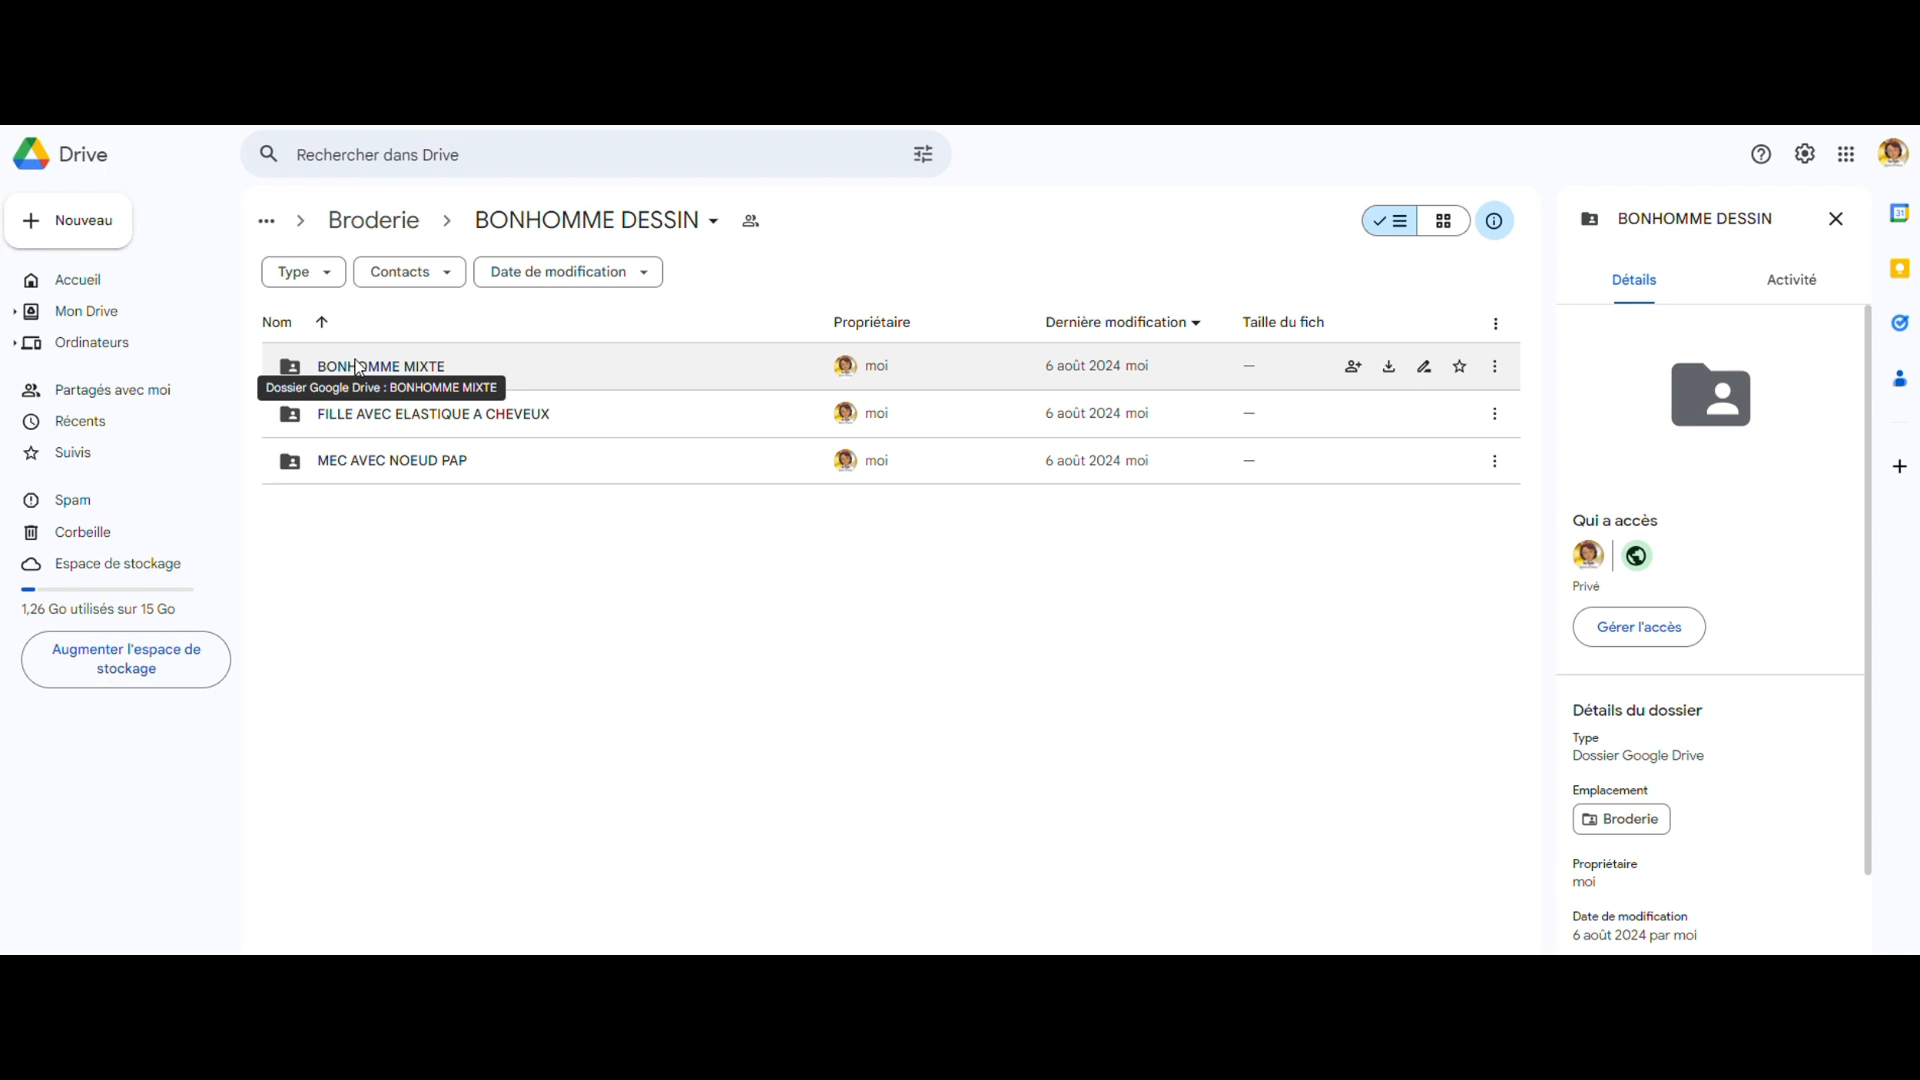 Drive
Rechercher dans Drive
Nouveau
Accueil
Mon Drive
Ordinateurs
Partagés avec moi
Récents
Suivis
Spam
Corbeille
Espace de stockage
1,26 Go utilisés sur 15 Go
Augmenter l'espace de
stockage
Broderie
BONHOMME DESSIN
Type
Contacts
Date de modification
Nom
Propriétaire
Dernière modification
Taille du fich
BONHOMME MIXTE
moi
6 août 2024 moi
—
Dossier Google Drive : BONHOMME MIXTE
FILLE AVEC ELASTIQUE A CHEVEUX
moi
6 août 2024 moi
—
MEC AVEC NOEUD PAP
moi
6 août 2024 moi
—
BONHOMME DESSIN
Détails
Activité
Qui a accès
Privé
Gérer l'accès
Détails du dossier
Type
Dossier Google Drive
Emplacement
Broderie
Propriétaire
moi
Date de modification
6 août 2024 par moi
31